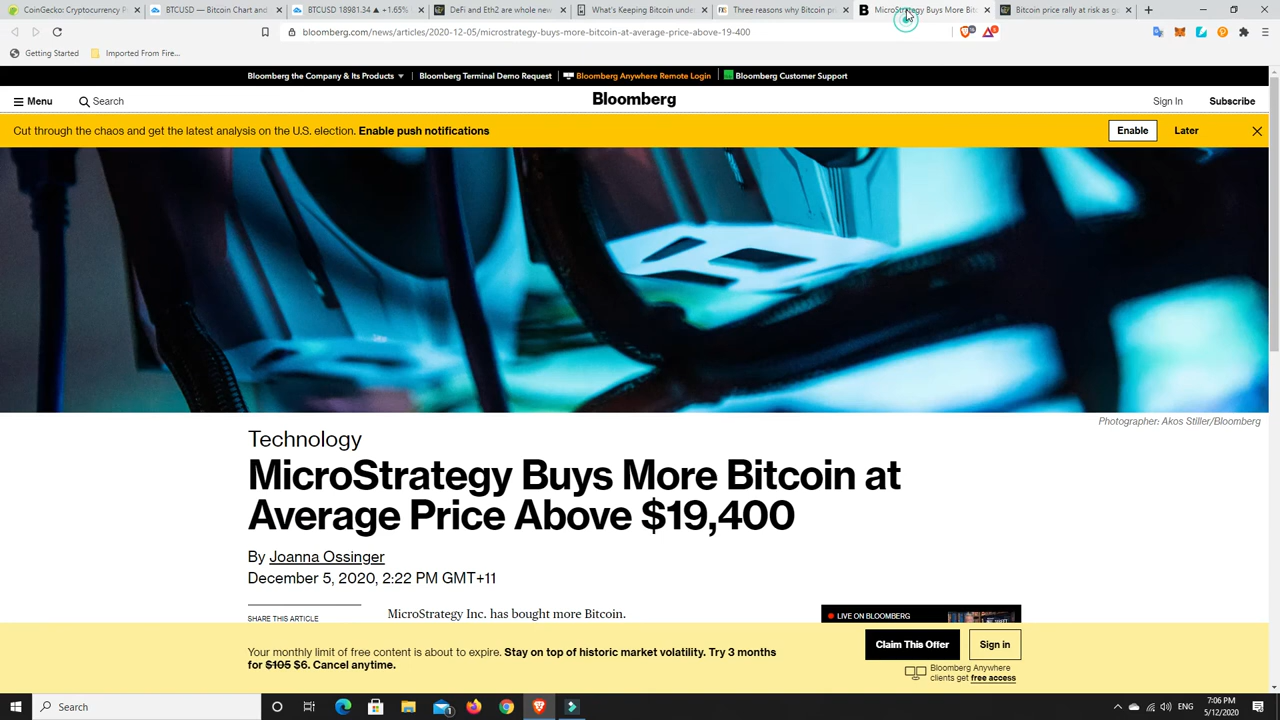 CoinGecko: Cryptocurrency P
BTCUSD — Bitcoin Chart and
BTCUSD 18981.34 ▲ +1.65%
DeFi and Eth2 are whole new
What's Keeping Bitcoin unde
Three reasons why Bitcoin pr
MicroStrategy Buys More Bitc
Bitcoin price rally at risk as go
bloomberg.com/news/articles/2020-12-05/microstrategy-buys-more-bitcoin-at-average-price-above-19-400
Getting Started
Imported From Fire...
Bloomberg the Company & Its Products
Bloomberg Terminal Demo Request
Bloomberg Anywhere Remote Login
Bloomberg Customer Support
Menu
Search
Bloomberg
Sign In
Subscribe
Cut through the chaos and get the latest analysis on the U.S. election. Enable push notifications
Enable
Later
Photographer: Akos Stiller/Bloomberg
Technology
MicroStrategy Buys More Bitcoin at
Average Price Above $19,400
By Joanna Ossinger
December 5, 2020, 2:22 PM GMT+11
SHARE THIS ARTICLE
MicroStrategy Inc. has bought more Bitcoin.
LIVE ON BLOOMBERG
Your monthly limit of free content is about to expire. Stay on top of historic market volatility. Try 3 months
for $105 $6. Cancel anytime.
Claim This Offer
Sign in
Bloomberg Anywhere
clients get free access
Search
ENG
7:06 PM
5/12/2020